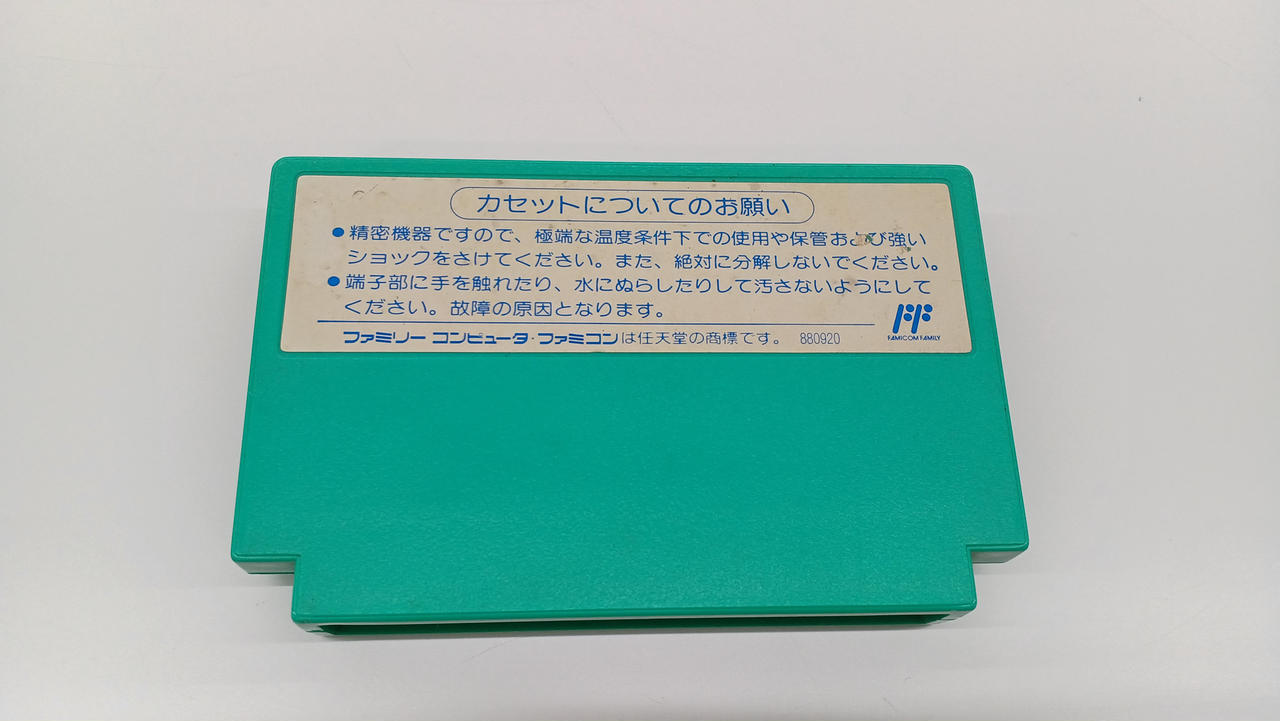 カセットについてのお願い
●精密機器ですので、極端な温度条件下での使用や保管および強い
ショックをさけてください。また、絶対に分解しないでください。
●端子部に手を触れたり、水にぬらしたりして汚さないようにして
ください。故障の原因となります。
ファミリー コンピュータ・ファミコンは任天堂の商標です。 880920
FAMICOM FAMILY